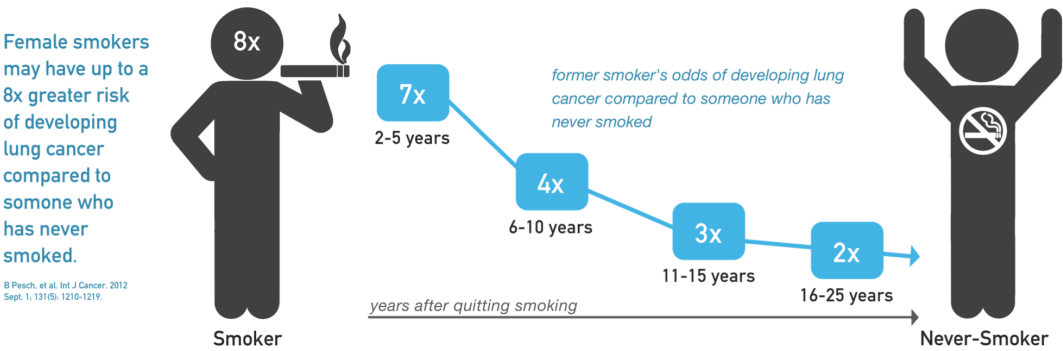 Female smokers
may have up to a
8x greater risk
of developing
lung cancer
compared to
somone who
has never
smoked.
B Pesch, et al. Int J Cancer. 2012
Sept. 1; 131(5): 1210-1219.
8x
Smoker
7x
2-5 years
4x
6-10 years
3x
11-15 years
2x
16-25 years
former smoker's odds of developing lung
cancer compared to someone who has
never smoked
years after quitting smoking
Never-Smoker